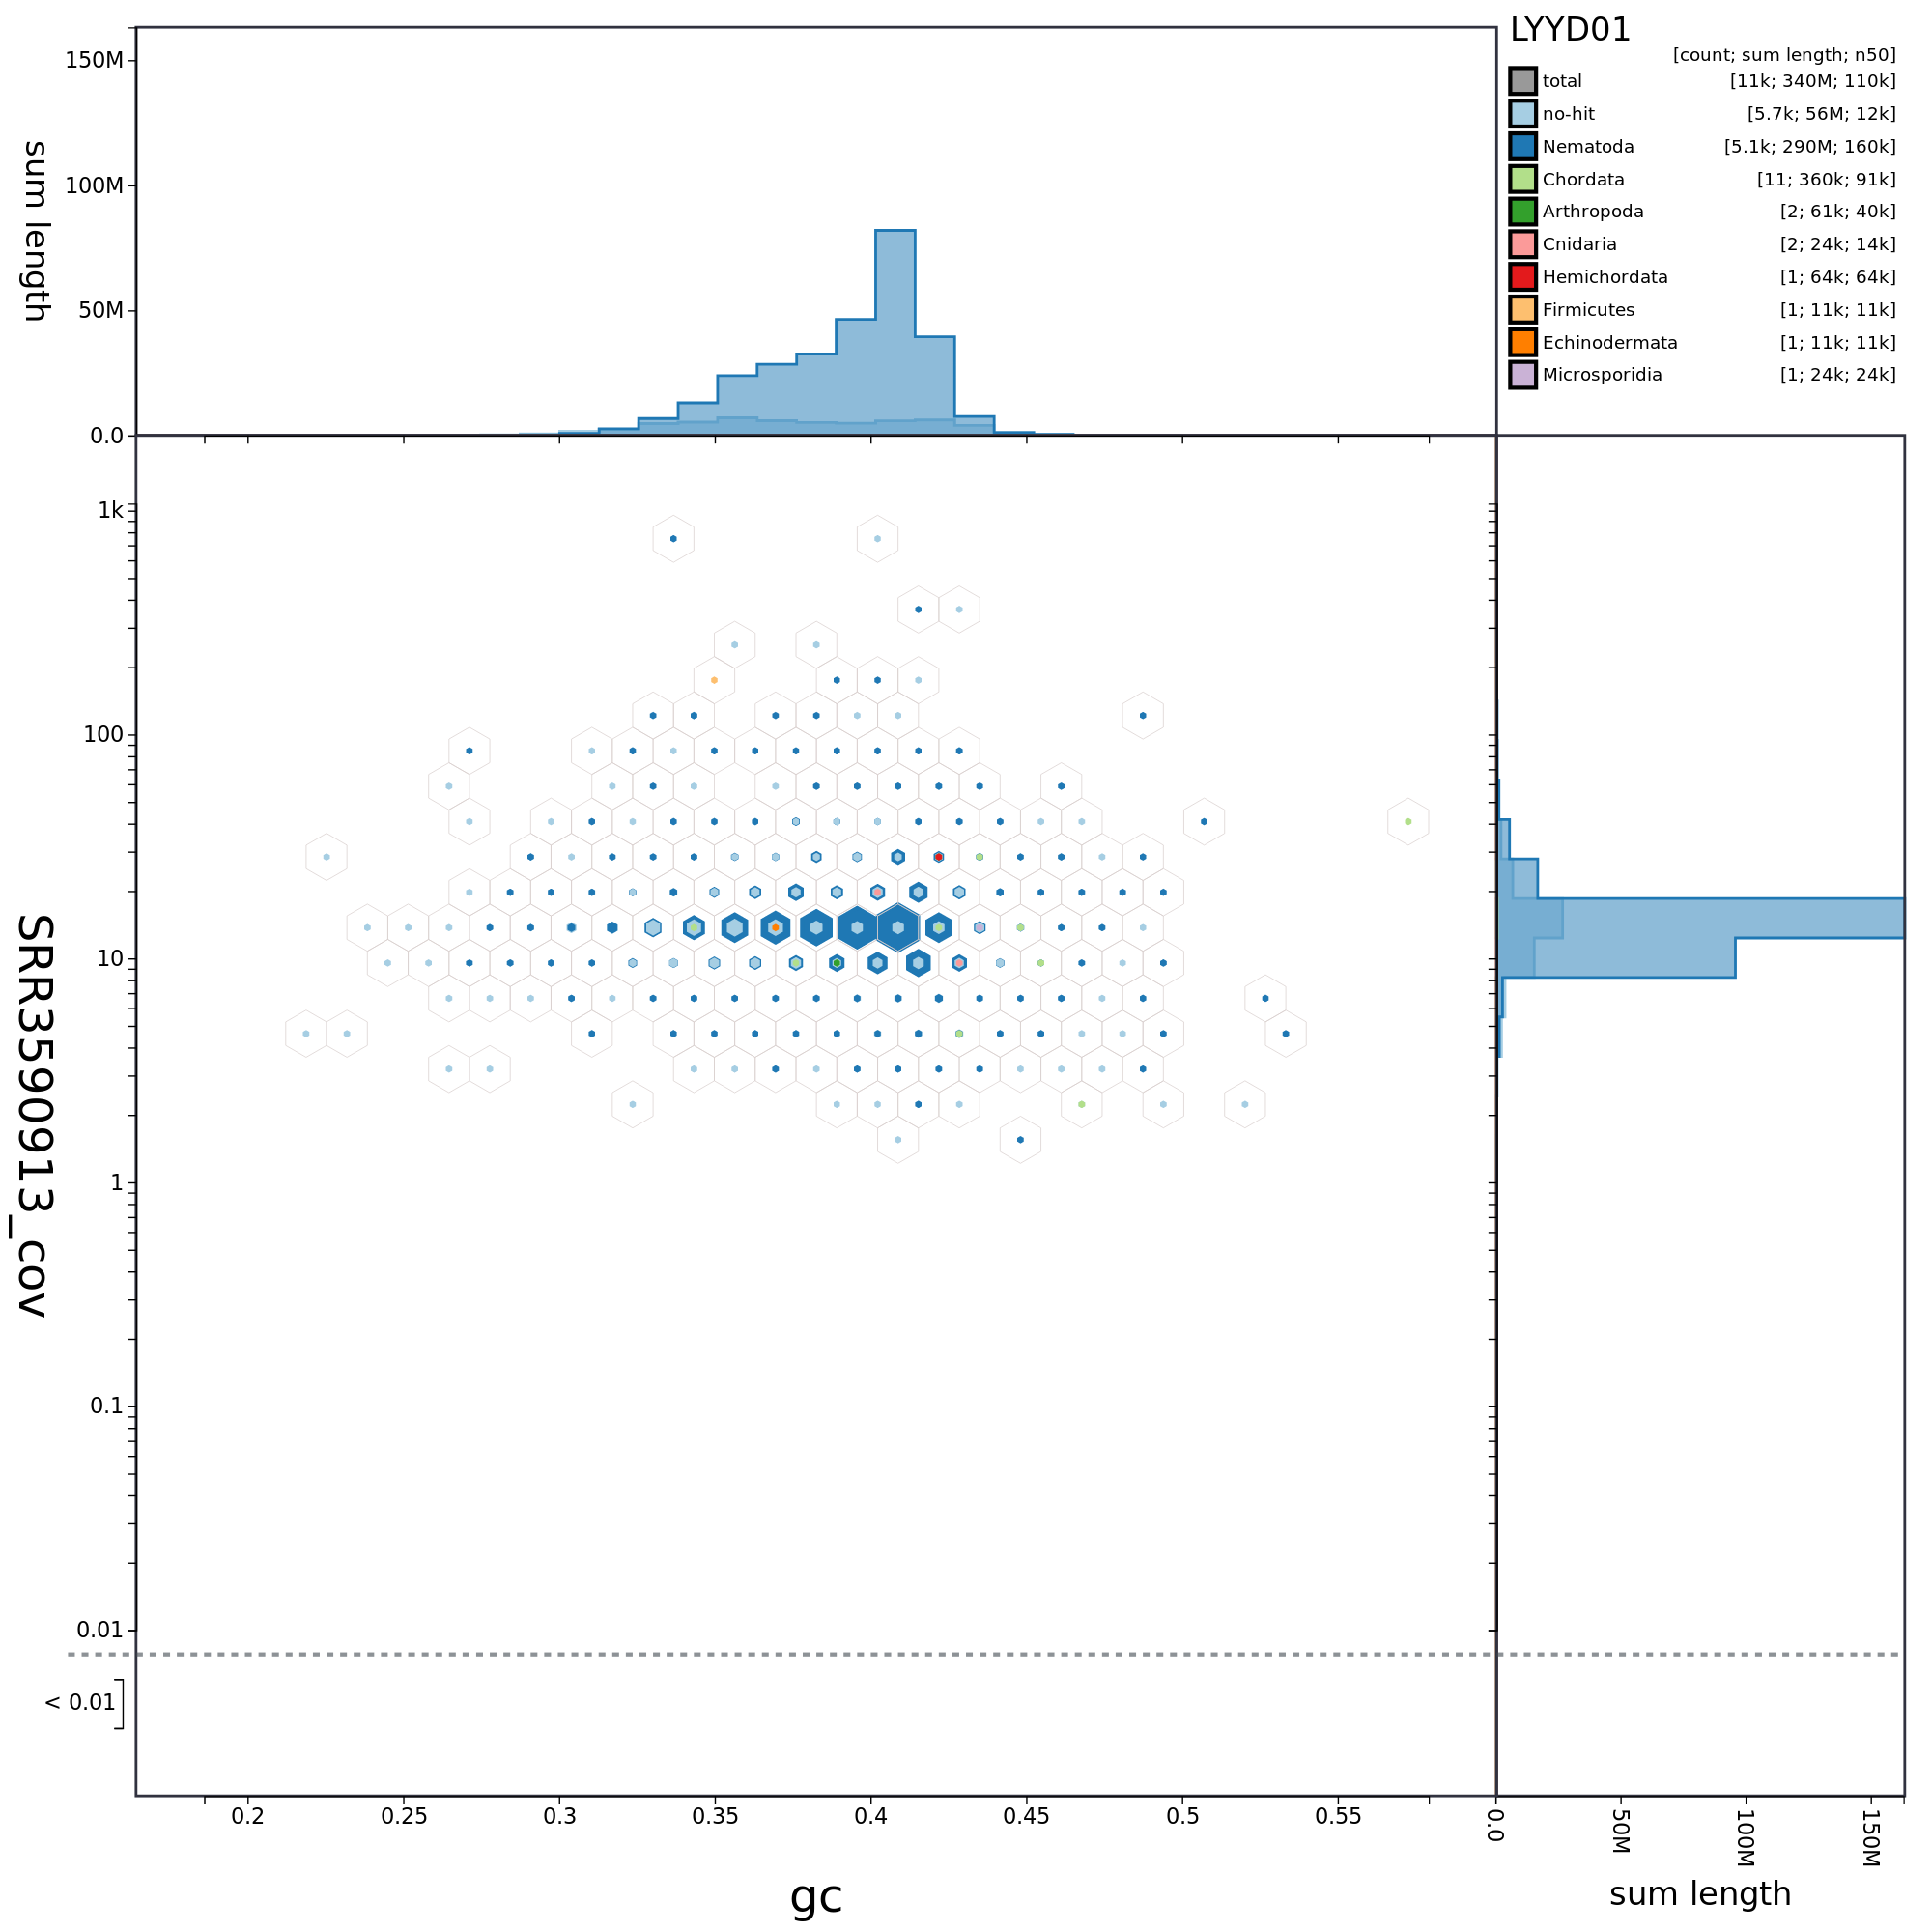 LYYD01
[count; sum length; n50]
total [11k; 340M; 110k]
no-hit [5.7k; 56M; 12k]
Nematoda [5.1k; 290M; 160k]
Chordata [11; 360k; 91k]
Arthropoda [2; 61k; 40k]
Cnidaria [2; 24k; 14k]
Hemichordata [1; 64k; 64k]
Firmicutes [1; 11k; 11k]
Echinodermata [1; 11k; 11k]
Microsporidia [1; 24k; 24k]
sum length
150M
100M
50M
0.0
SRR3590913_cov
1k
100
10
1
0.1
0.01
< 0.01
0.2 0.25 0.3 0.35 0.4 0.45 0.5 0.55
gc
0.0 50M 100M 150M
sum length